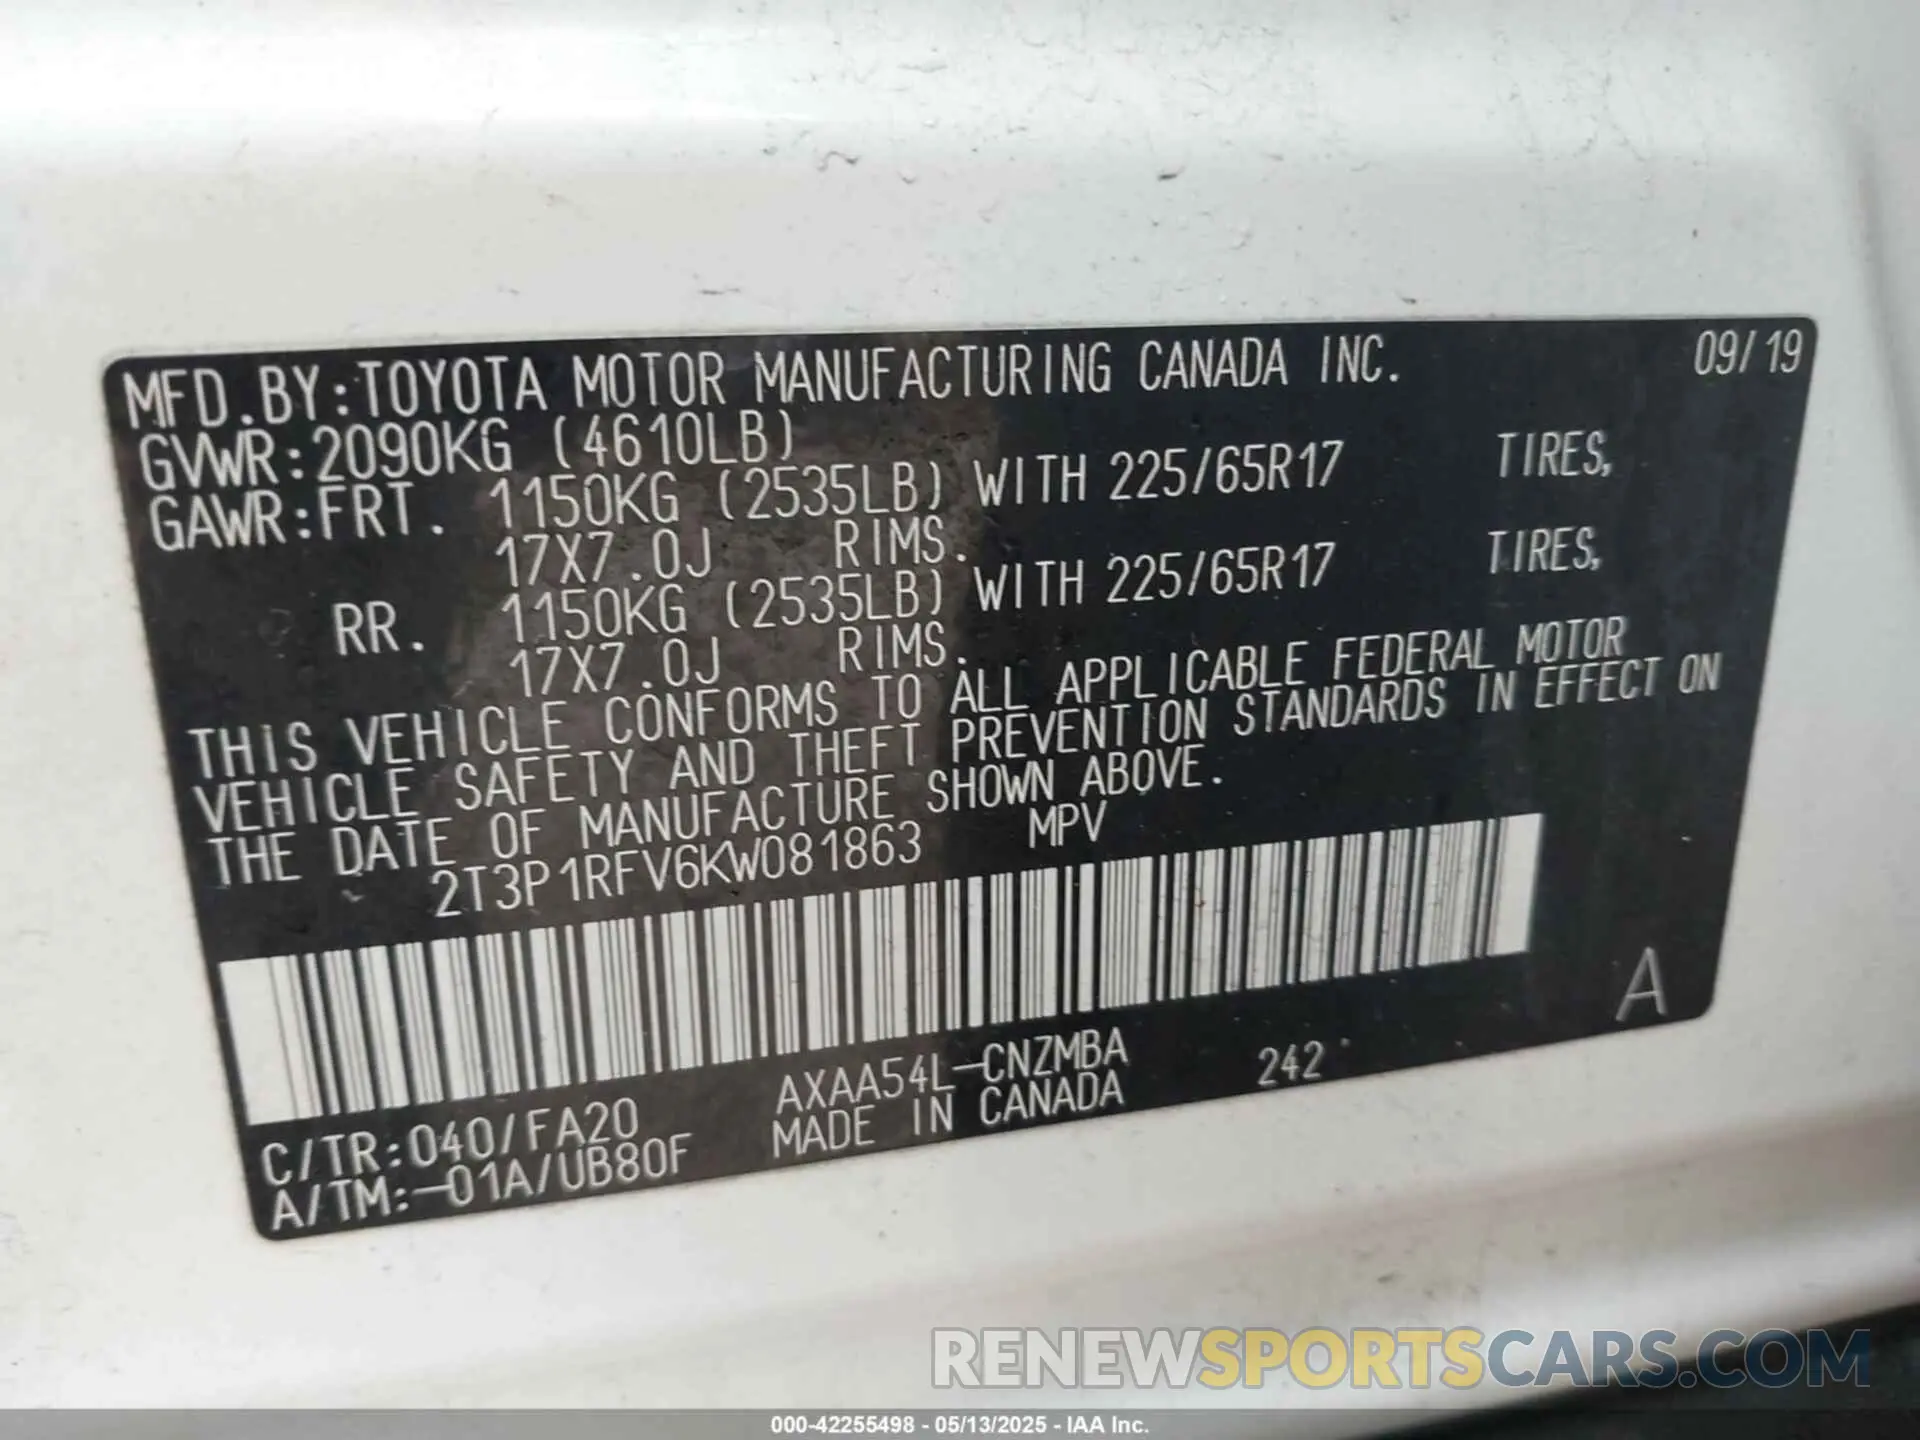 MFD.BY:TOYOTA MOTOR MANUFACTURING CANADA INC. 09/19
GVWR:2090KG (4610LB)
GAWR:FRT. 1150KG (2535LB) WITH 225/65R17 TIRES,
17X7.0J RIMS.
RR. 1150KG (2535LB) WITH 225/65R17 TIRES,
17X7.0J RIMS.
THIS VEHICLE CONFORMS TO ALL APPLICABLE FEDERAL MOTOR
VEHICLE SAFETY AND THEFT PREVENTION STANDARDS IN EFFECT ON
THE DATE OF MANUFACTURE SHOWN ABOVE.
2T3P1RFV6KW081863 MPV
A
AXAA54L-CNZMBA 242
C/TR:040/FA20 MADE IN CANADA
A/TM:-01A/UB80F
RENEWSPORTSCARS.COM
000-42255498 - 05/13/2025 - IAA Inc.